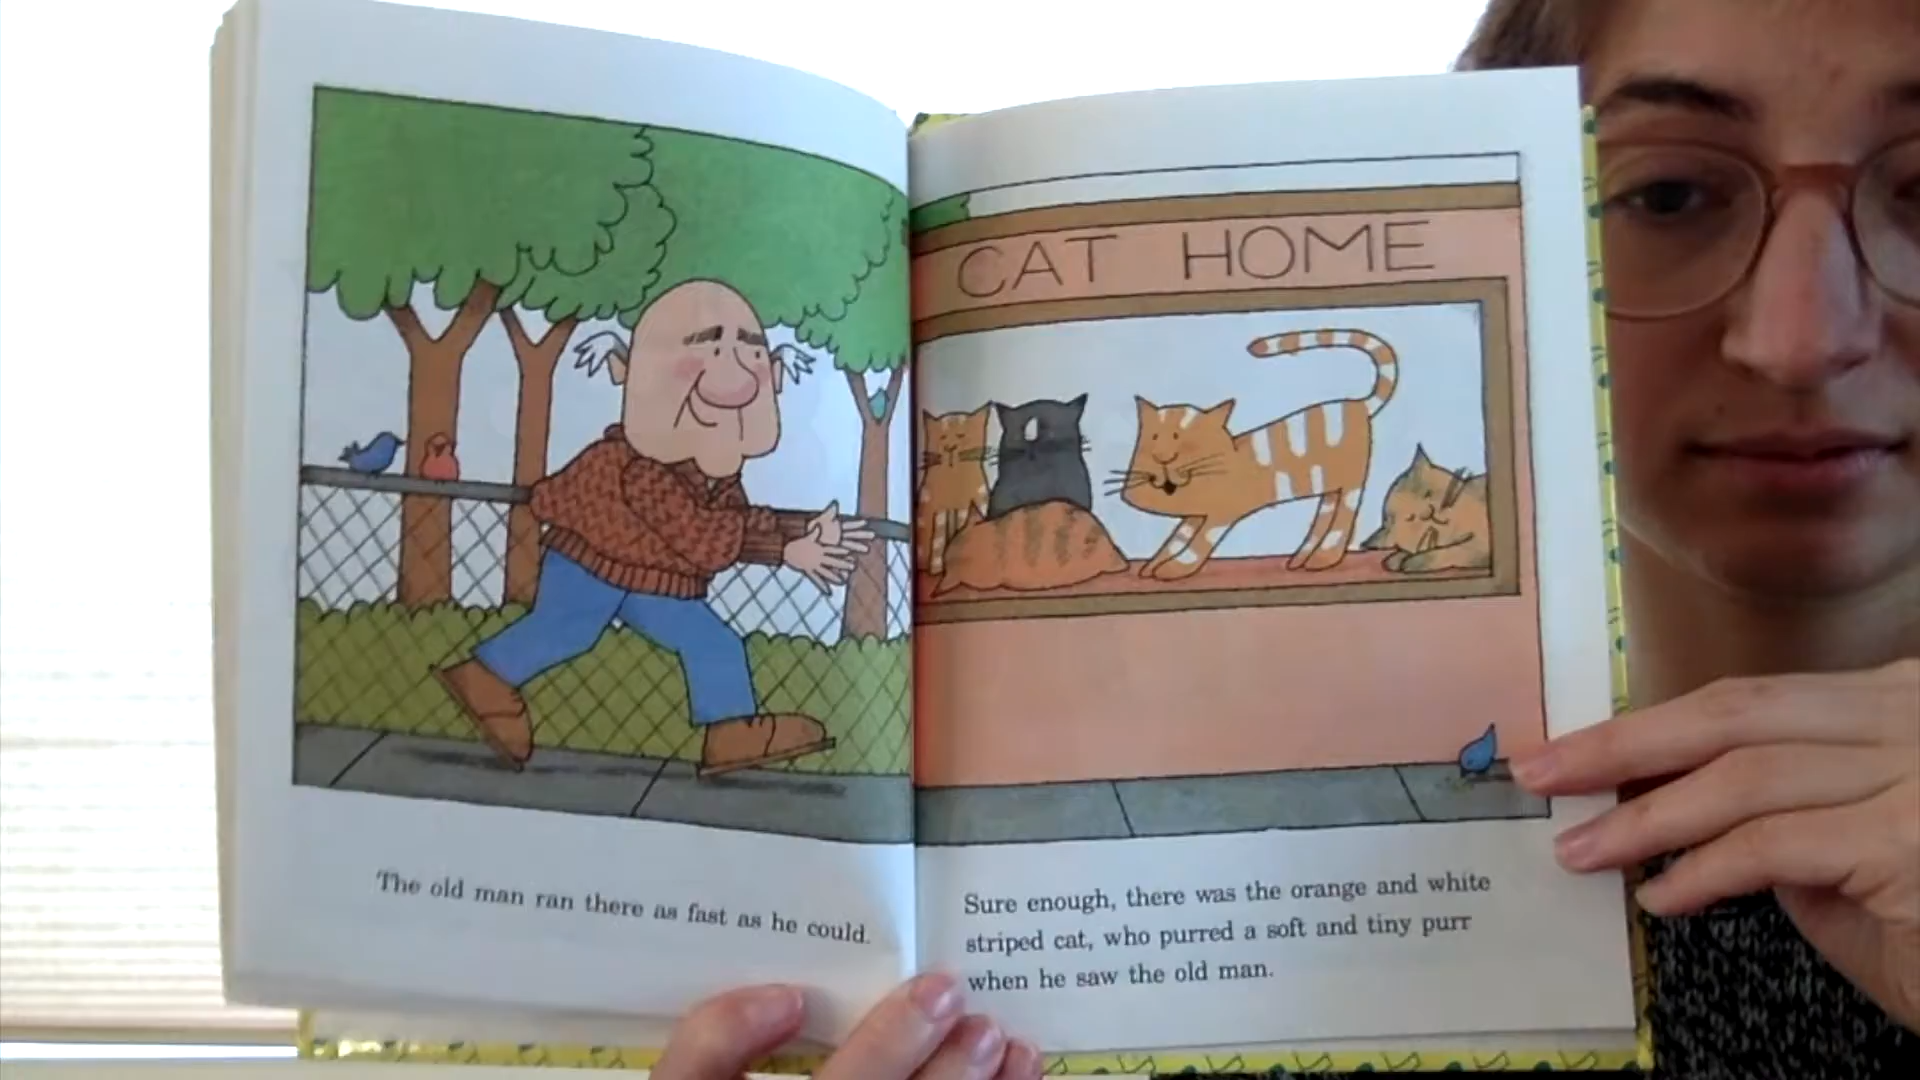 CAT HOME
The old man ran there as fast as he could.
Sure enough, there was the orange and white
striped cat, who purred a soft and tiny purr
when he saw the old man.